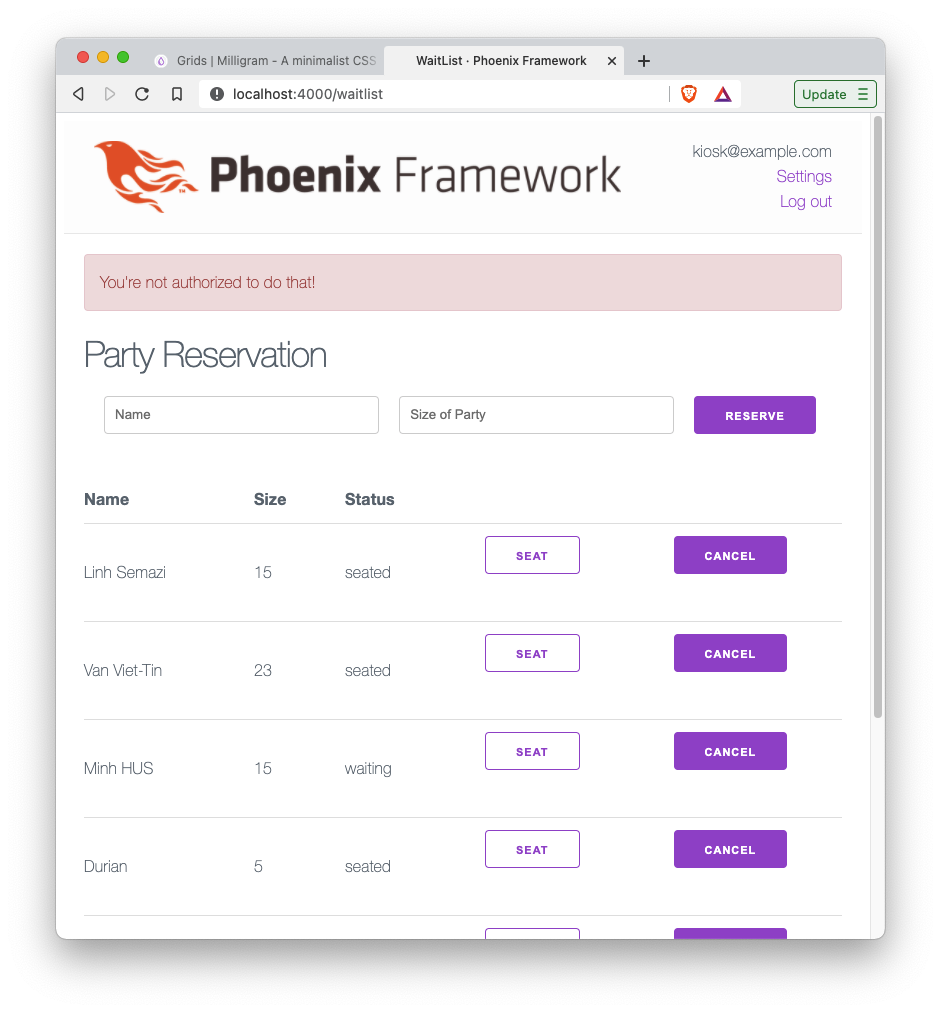 Grids | Milligram - A minimalist CSS
WaitList · Phoenix Framework
localhost:4000/waitlist
Update
Phoenix Framework
TM
kiosk@example.com
Settings
Log out
You're not authorized to do that!
Party Reservation
Name
Size of Party
RESERVE
Name Size Status
Linh Semazi 15 seated SEAT CANCEL
Van Viet-Tin 23 seated SEAT CANCEL
Minh HUS 15 waiting SEAT CANCEL
Durian 5 seated SEAT CANCEL